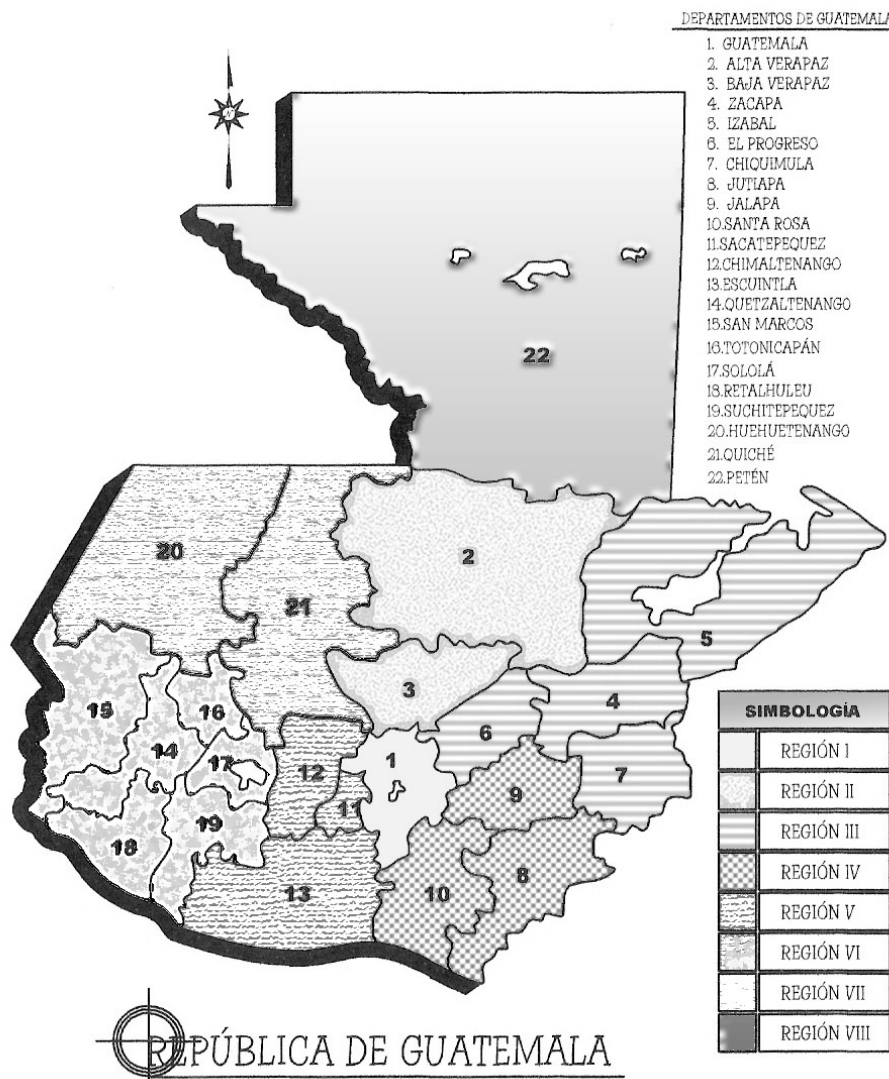 DEPARTAMENTOS DE GUATEMALA
1. GUATEMALA
2. ALTA VERAPAZ
3. BAJA VERAPAZ
4. ZACAPA
5. IZABAL
6. EL PROGRESO
7. CHIQUIMULA
8. JUTIAPA
9. JALAPA
10.SANTA ROSA
11.SACATEPEQUEZ
12.CHIMALTENANGO
13.ESCUINTLA
14.QUETZALTENANGO
15.SAN MARCOS
16.TOTONICAPÁN
17.SOLOLÁ
18.RETALHULEU
19.SUCHITEPEQUEZ
20.HUEHUETENANGO
21.QUICHÉ
22.PETÉN
22
20
2
21
5
3
15
16
4
6
14
1
17
12
7
9
11
19
18
8
13
10
SIMBOLOGÍA
REGIÓN I
REGIÓN II
REGIÓN III
REGIÓN IV
REGIÓN V
REGIÓN VI
REGIÓN VII
REGIÓN VIII
REPÚBLICA DE GUATEMALA